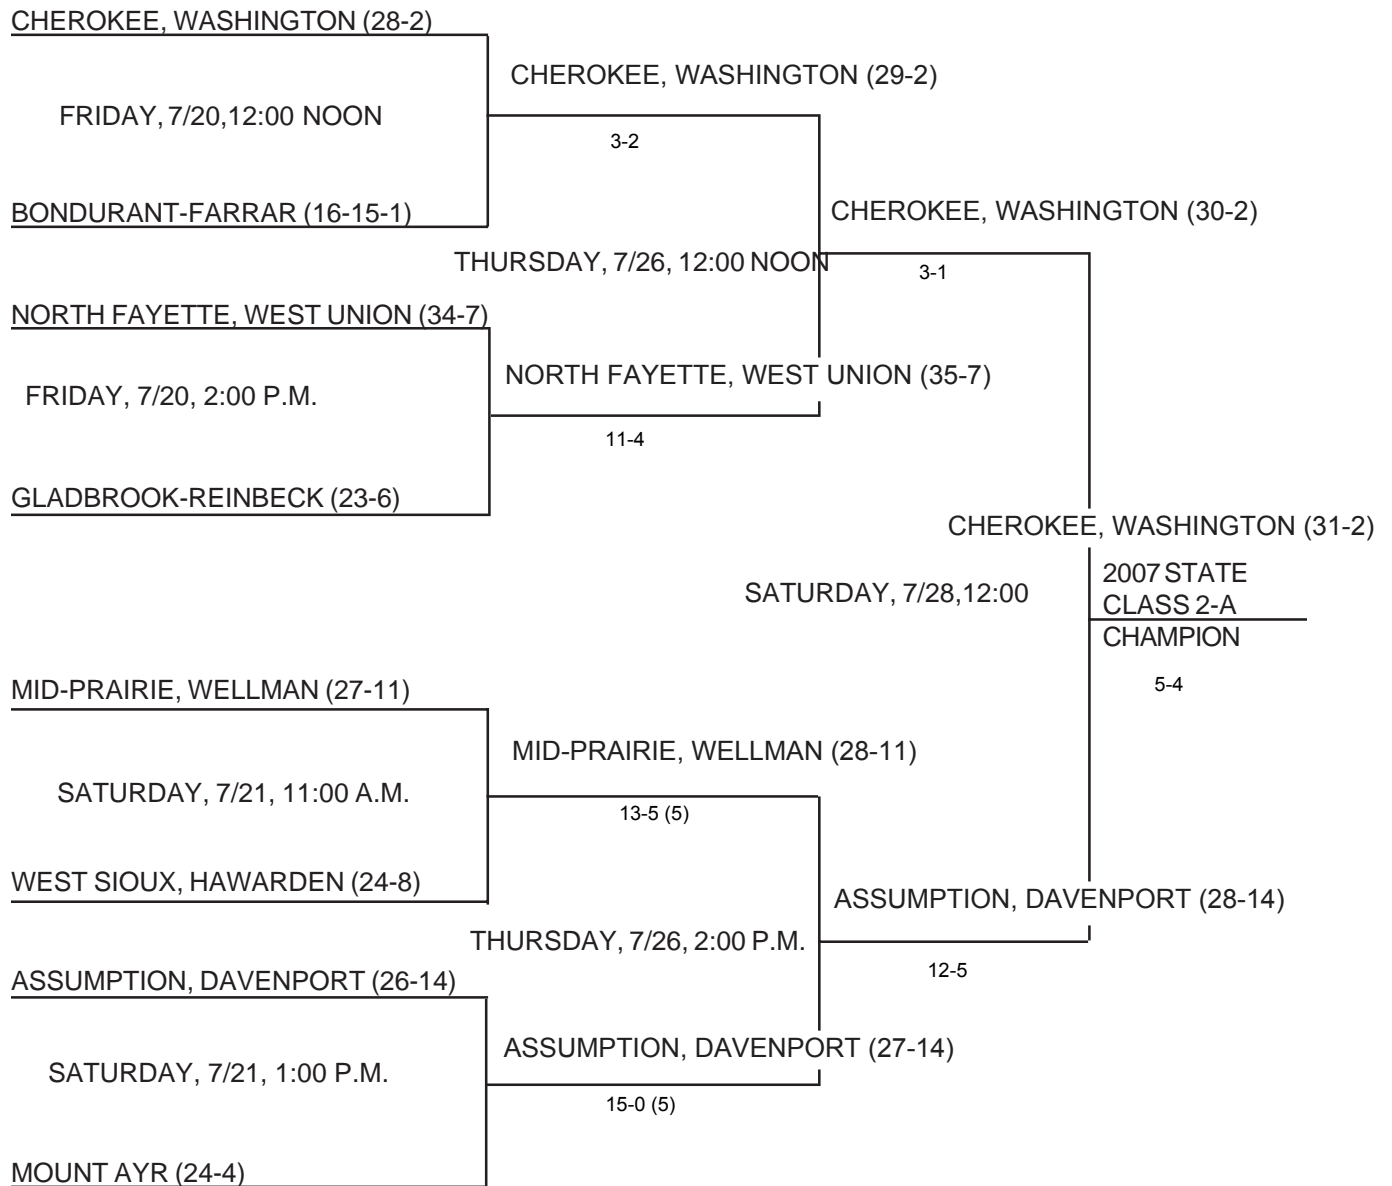 CHEROKEE, WASHINGTON (28-2)
CHEROKEE, WASHINGTON (29-2)
FRIDAY, 7/20,12:00 NOON
3-2
BONDURANT-FARRAR (16-15-1)
CHEROKEE, WASHINGTON (30-2)
THURSDAY, 7/26, 12:00 NOON
3-1
NORTH FAYETTE, WEST UNION (34-7)
NORTH FAYETTE, WEST UNION (35-7)
FRIDAY, 7/20, 2:00 P.M.
11-4
GLADBROOK-REINBECK (23-6)
CHEROKEE, WASHINGTON (31-2)
SATURDAY, 7/28,12:00
2007 STATE
CLASS 2-A
CHAMPION
5-4
MID-PRAIRIE, WELLMAN (27-11)
MID-PRAIRIE, WELLMAN (28-11)
SATURDAY, 7/21, 11:00 A.M.
13-5 (5)
WEST SIOUX, HAWARDEN (24-8)
ASSUMPTION, DAVENPORT (28-14)
THURSDAY, 7/26, 2:00 P.M.
12-5
ASSUMPTION, DAVENPORT (26-14)
ASSUMPTION, DAVENPORT (27-14)
SATURDAY, 7/21, 1:00 P.M.
15-0 (5)
MOUNT AYR (24-4)